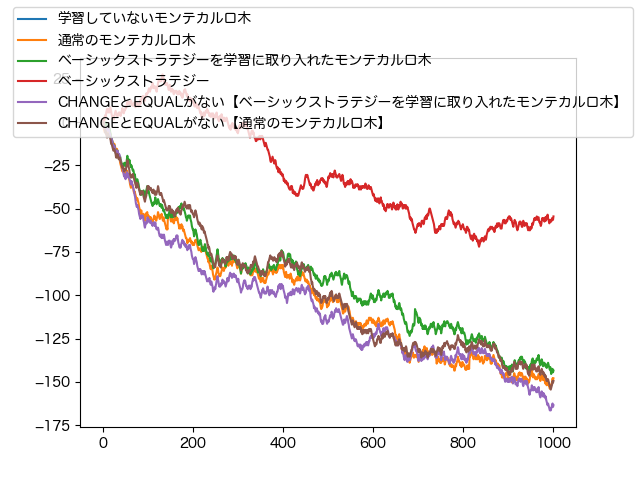 学習していないモンテカルロ木
通常のモンテカルロ木
ベーシックストラテジーを学習に取り入れたモンテカルロ木
ベーシックストラテジー
CHANGEとEQUALがない【ベーシックストラテジーを学習に取り入れたモンテカルロ木】
CHANGEとEQUALがない【通常のモンテカルロ木】
25
0
−25
−50
−75
−100
−125
−150
−175
0 200 400 600 800 1000